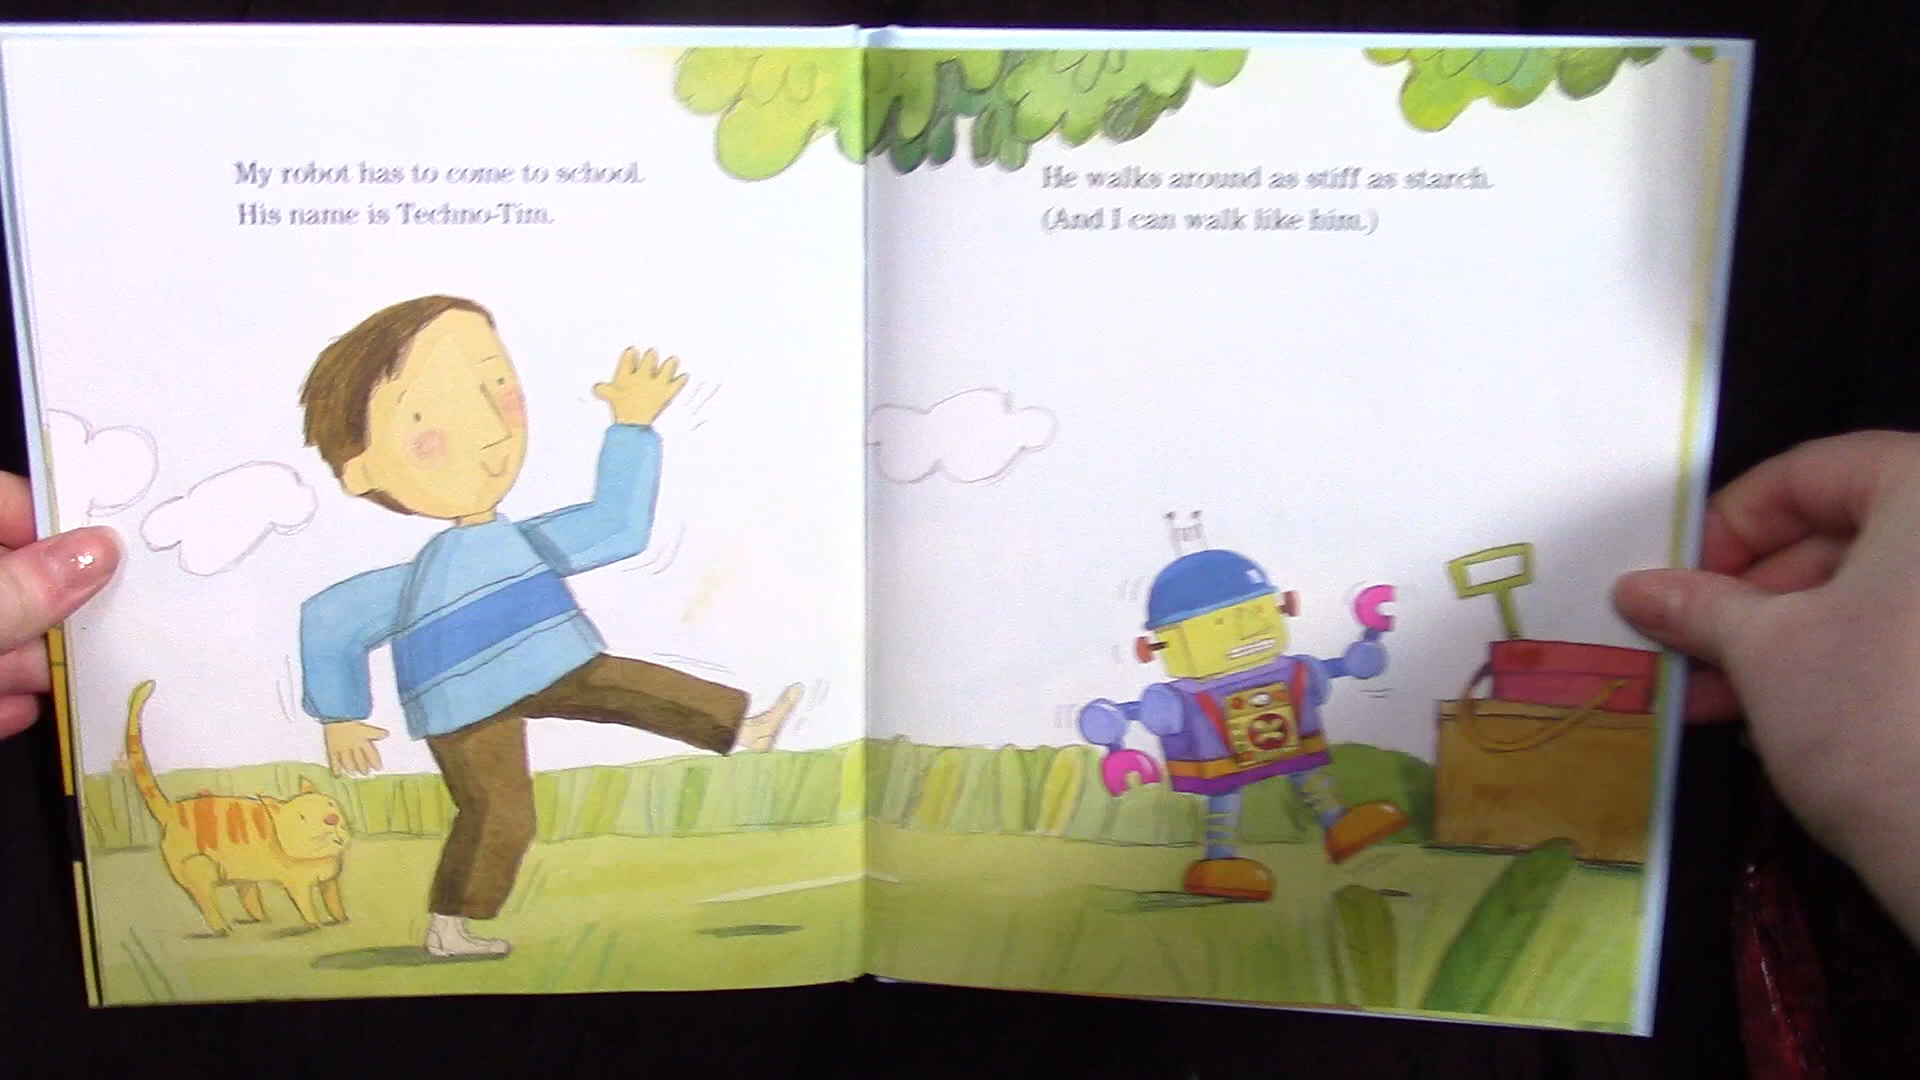 My robot has to come to school.
His name is Techno-Tim.
He walks around as stiff as starch.
(And I can walk like him.)